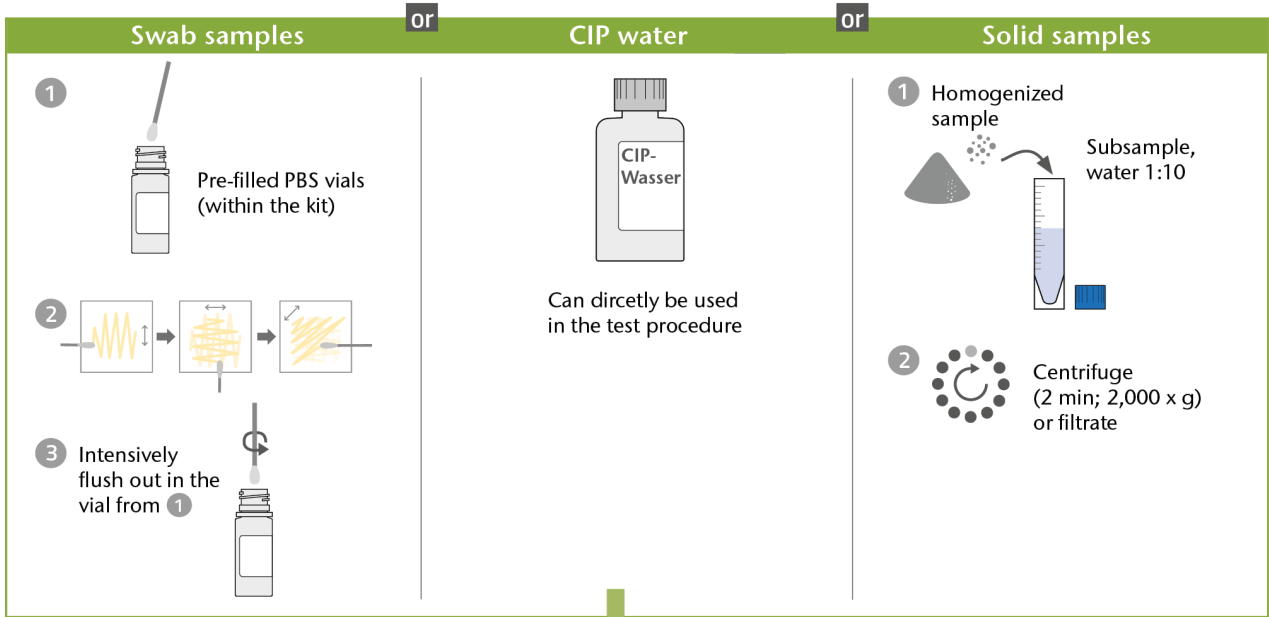 Swab samples
or
CIP water
or
Solid samples
1
Pre-filled PBS vials
(within the kit)
2
3
Intensively
flush out in the
vial from 1
CIP-
Wasser
Can dircetly be used
in the test procedure
1
Homogenized
sample
Subsample,
water 1:10
2
Centrifuge
(2 min; 2,000 x g)
or filtrate